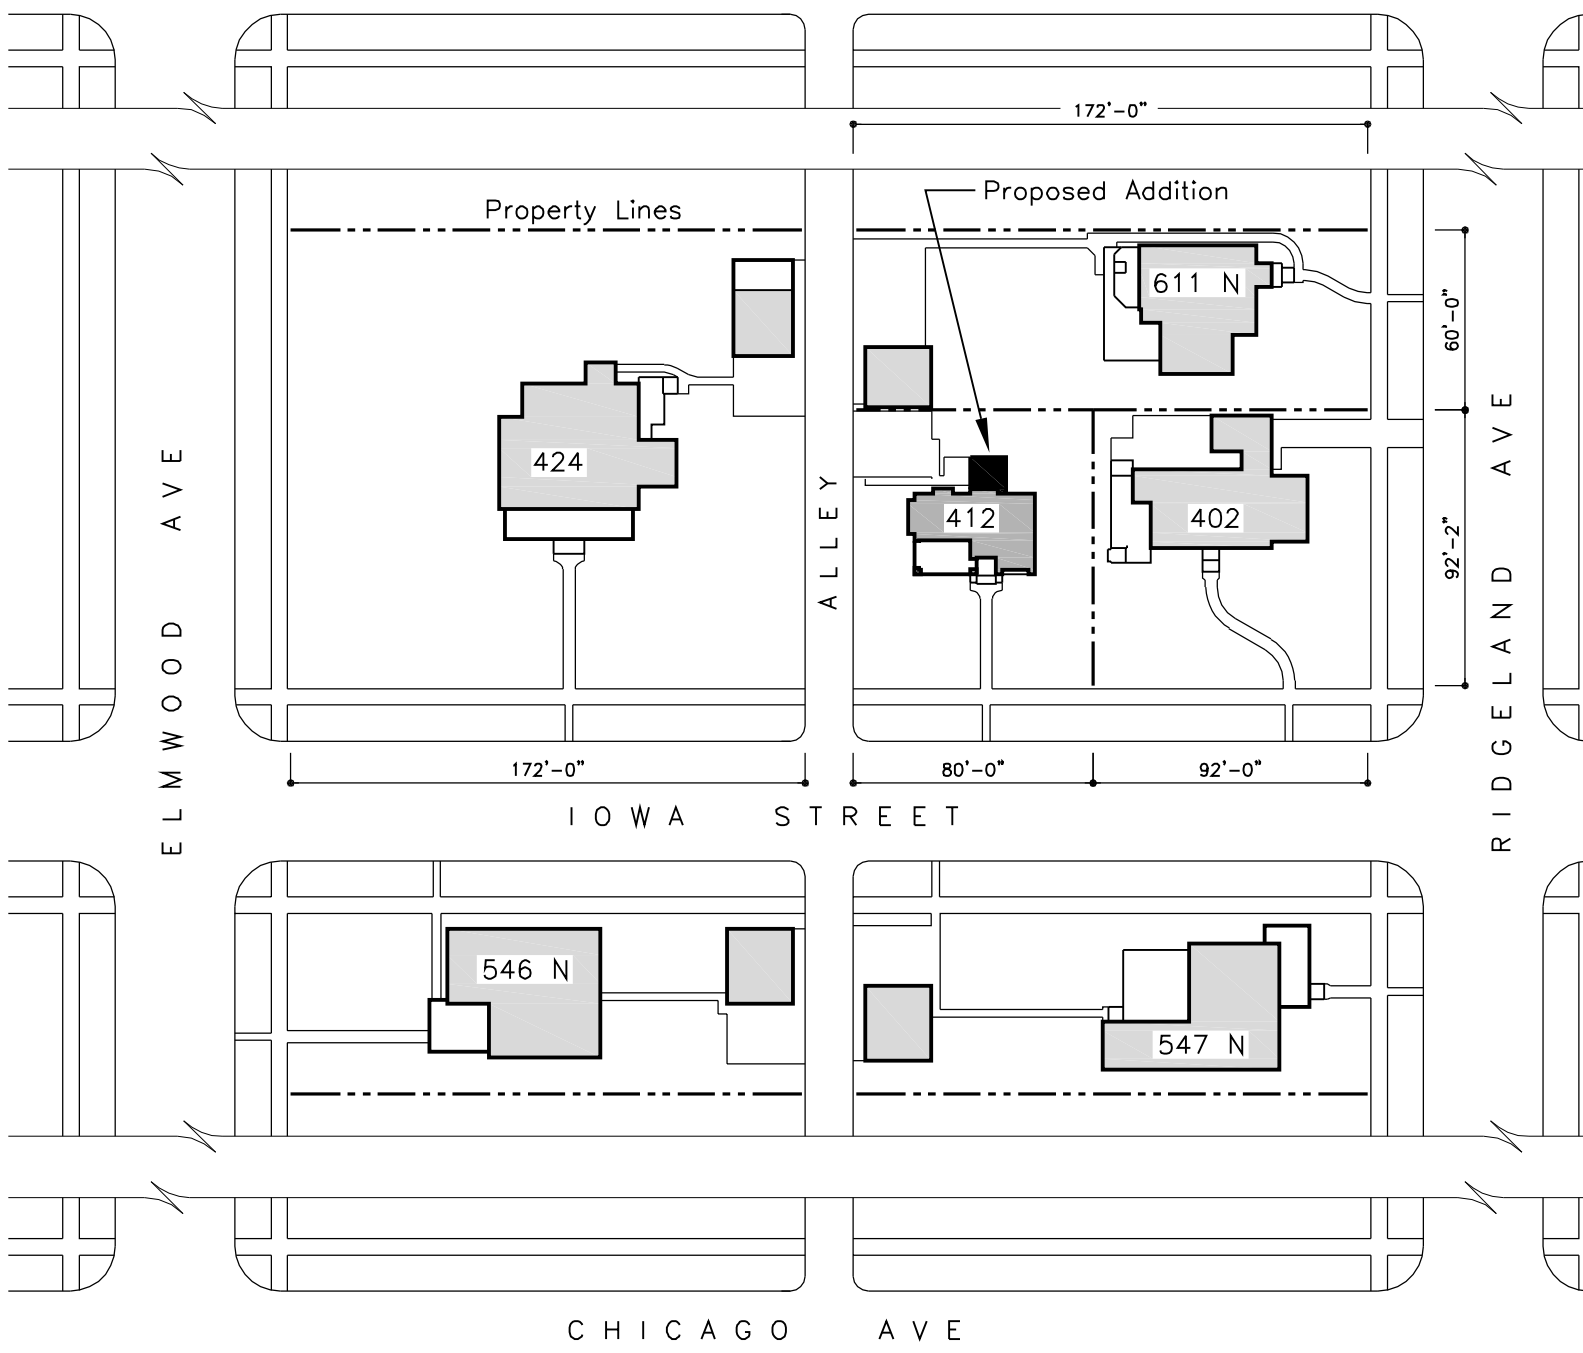 172'-0"
Proposed Addition
Property Lines
611 N
60'-0"
424
412
402
92'-2"
ALLEY
ELMWOOD AVE
RIDGELAND AVE
172'-0"
80'-0"
92'-0"
IOWA STREET
546 N
547 N
CHICAGO AVE